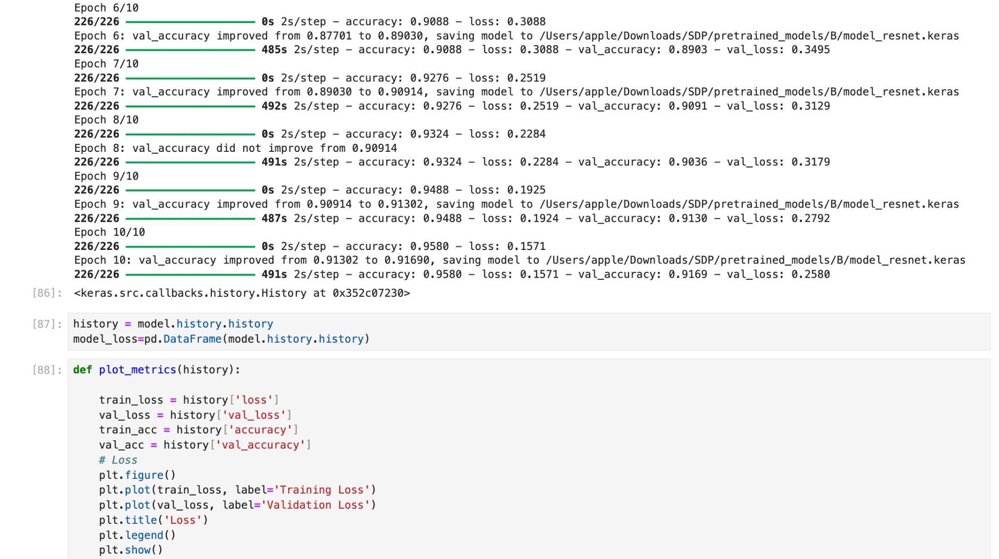 Epoch 6/10
226/226 ━━━━━━━━━━━━━━━━━━━━ 0s 2s/step – accuracy: 0.9088 – loss: 0.3088
Epoch 6: val_accuracy improved from 0.87701 to 0.89030, saving model to /Users/apple/Downloads/SDP/pretrained_models/B/model_resnet.keras
226/226 ━━━━━━━━━━━━━━━━━━━━ 485s 2s/step – accuracy: 0.9088 – loss: 0.3088 – val_accuracy: 0.8903 – val_loss: 0.3495
Epoch 7/10
226/226 ━━━━━━━━━━━━━━━━━━━━ 0s 2s/step – accuracy: 0.9276 – loss: 0.2519
Epoch 7: val_accuracy improved from 0.89030 to 0.90914, saving model to /Users/apple/Downloads/SDP/pretrained_models/B/model_resnet.keras
226/226 ━━━━━━━━━━━━━━━━━━━━ 492s 2s/step – accuracy: 0.9276 – loss: 0.2519 – val_accuracy: 0.9091 – val_loss: 0.3129
Epoch 8/10
226/226 ━━━━━━━━━━━━━━━━━━━━ 0s 2s/step – accuracy: 0.9324 – loss: 0.2284
Epoch 8: val_accuracy did not improve from 0.90914
226/226 ━━━━━━━━━━━━━━━━━━━━ 491s 2s/step – accuracy: 0.9324 – loss: 0.2284 – val_accuracy: 0.9036 – val_loss: 0.3179
Epoch 9/10
226/226 ━━━━━━━━━━━━━━━━━━━━ 0s 2s/step – accuracy: 0.9488 – loss: 0.1925
Epoch 9: val_accuracy improved from 0.90914 to 0.91302, saving model to /Users/apple/Downloads/SDP/pretrained_models/B/model_resnet.keras
226/226 ━━━━━━━━━━━━━━━━━━━━ 487s 2s/step – accuracy: 0.9488 – loss: 0.1924 – val_accuracy: 0.9130 – val_loss: 0.2792
Epoch 10/10
226/226 ━━━━━━━━━━━━━━━━━━━━ 0s 2s/step – accuracy: 0.9580 – loss: 0.1571
Epoch 10: val_accuracy improved from 0.91302 to 0.91690, saving model to /Users/apple/Downloads/SDP/pretrained_models/B/model_resnet.keras
226/226 ━━━━━━━━━━━━━━━━━━━━ 491s 2s/step – accuracy: 0.9580 – loss: 0.1571 – val_accuracy: 0.9169 – val_loss: 0.2580
[86]: <keras.src.callbacks.history.History at 0x352c07230>
[87]: history = model.history.history
model_loss=pd.DataFrame(model.history.history)
[88]: def plot_metrics(history):
    train_loss = history['loss']
    val_loss = history['val_loss']
    train_acc = history['accuracy']
    val_acc = history['val_accuracy']
    # Loss
    plt.figure()
    plt.plot(train_loss, label='Training Loss')
    plt.plot(val_loss, label='Validation Loss')
    plt.title('Loss')
    plt.legend()
    plt.show()